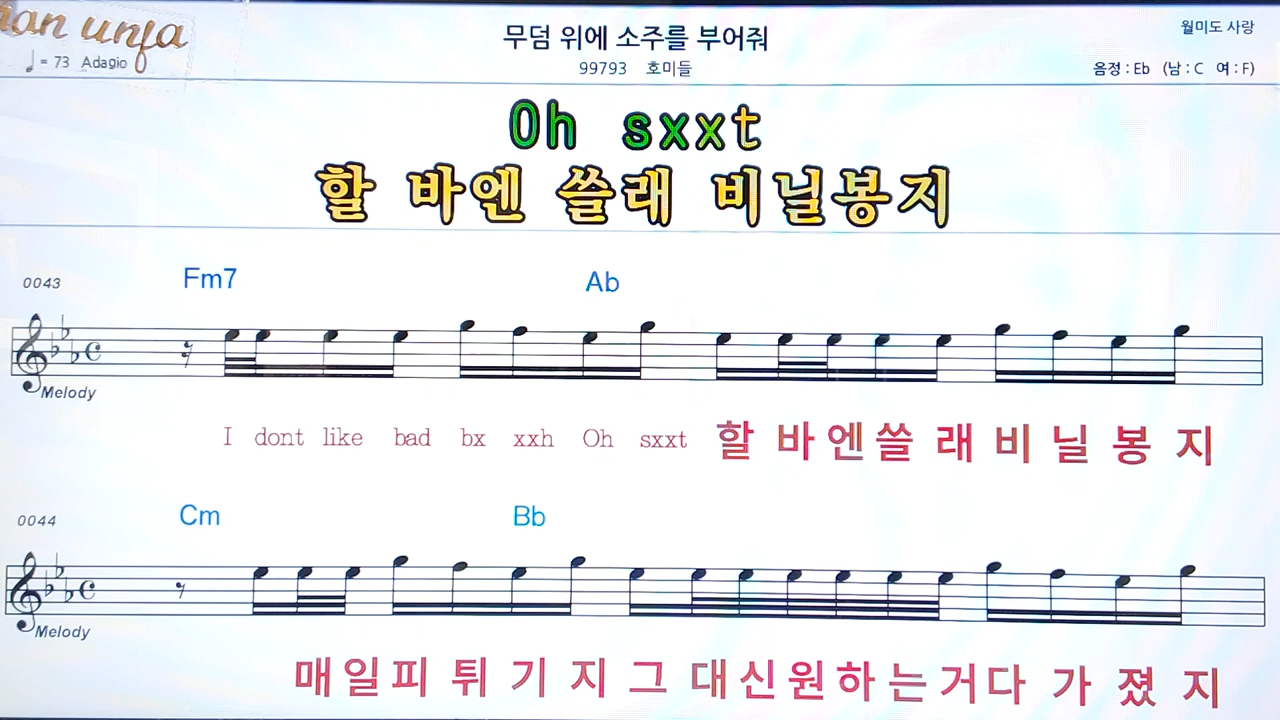 월미도 사랑
무덤 위에 소주를 부어줘
= 73 Adagio
99793 호미들
음정 : Eb (남 : C 여 : F)
Oh sxxt
할 바엔 쓸래 비닐봉지
0043 Fm7 Ab
Melody
I dont like bad bx xxh Oh sxxt 할 바 엔 쓸 래 비 닐 봉 지
0044 Cm Bb
Melody
매 일 피 튀 기 지 그 대 신 원 하 는 거 다 가 졌 지